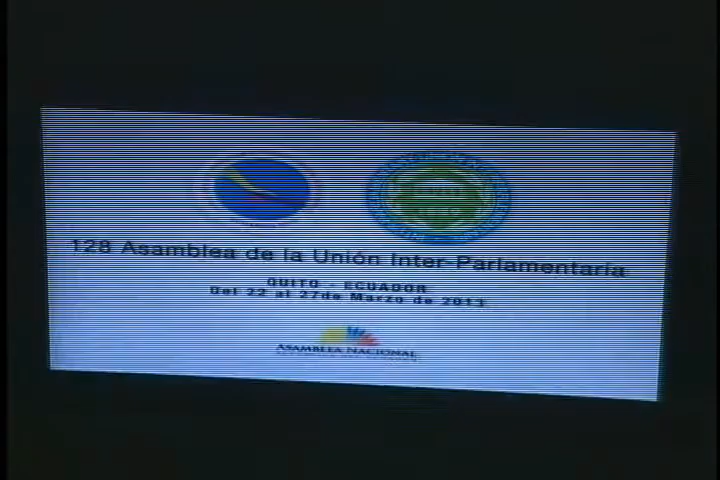 128 Asamblea de la Unión Inter-Parlamentaria
QUITO - ECUADOR
Del 22 al 27de Marzo de 2013
ASAMBLEA NACIONAL